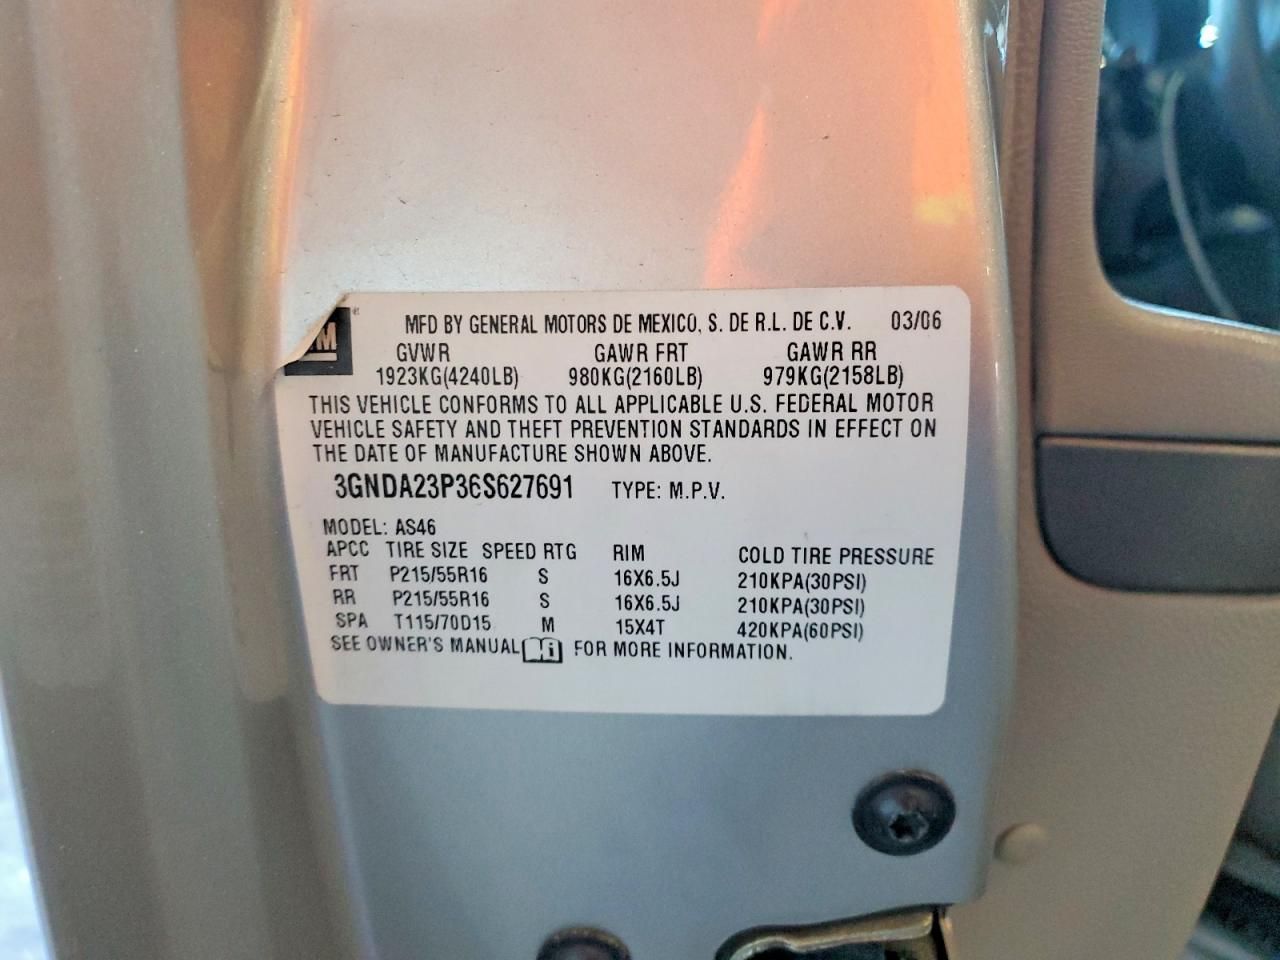 GM
MFD BY GENERAL MOTORS DE MEXICO, S. DE R.L. DE C.V. 03/06
GVWR GAWR FRT GAWR RR
1923KG(4240LB) 980KG(2160LB) 979KG(2158LB)
THIS VEHICLE CONFORMS TO ALL APPLICABLE U.S. FEDERAL MOTOR
VEHICLE SAFETY AND THEFT PREVENTION STANDARDS IN EFFECT ON
THE DATE OF MANUFACTURE SHOWN ABOVE.
3GNDA23P36S627691 TYPE: M.P.V.
MODEL: AS46
APCC TIRE SIZE SPEED RTG RIM COLD TIRE PRESSURE
FRT P215/55R16 S 16X6.5J 210KPA(30PSI)
RR P215/55R16 S 16X6.5J 210KPA(30PSI)
SPA T115/70D15 M 15X4T 420KPA(60PSI)
SEE OWNER'S MANUAL i FOR MORE INFORMATION.